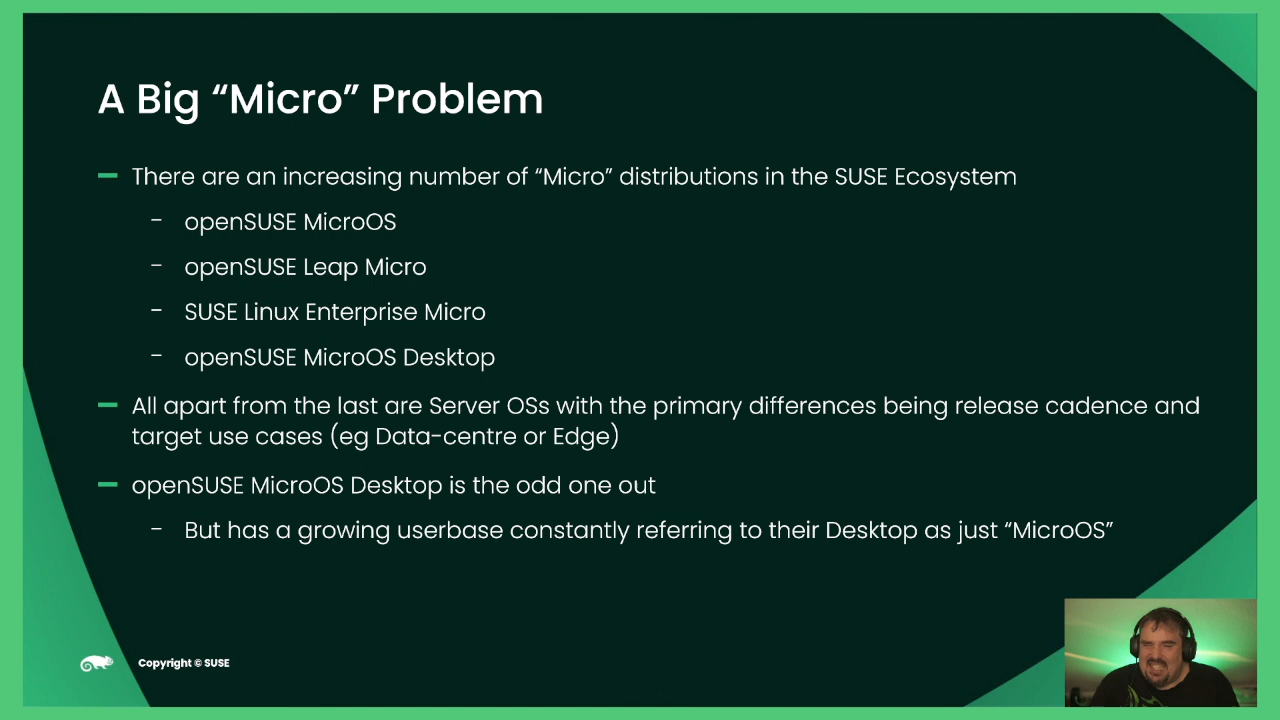 A Big “Micro” Problem
There are an increasing number of “Micro” distributions in the SUSE Ecosystem
- openSUSE MicroOS
- openSUSE Leap Micro
- SUSE Linux Enterprise Micro
- openSUSE MicroOS Desktop
All apart from the last are Server OSs with the primary differences being release cadence and
target use cases (eg Data-centre or Edge)
openSUSE MicroOS Desktop is the odd one out
- But has a growing userbase constantly referring to their Desktop as just “MicroOS”
Copyright © SUSE